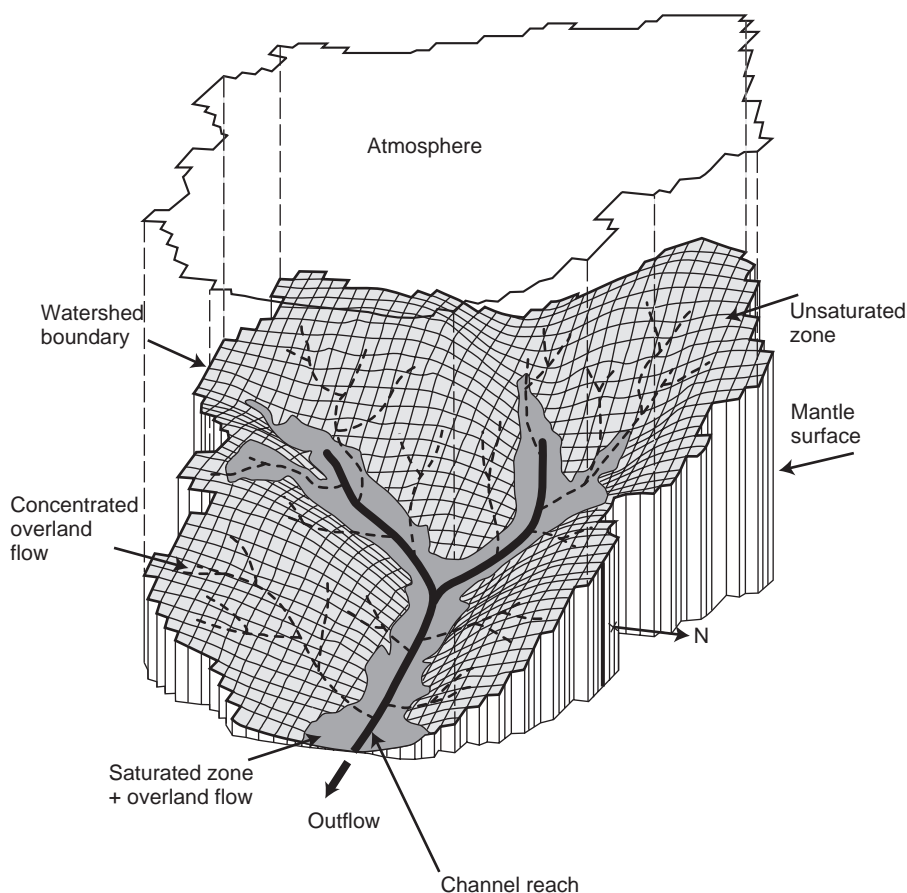 Atmosphere
Watershed
boundary
Unsaturated
zone
Mantle
surface
Concentrated
overland
flow
N
Saturated zone
+ overland flow
Outflow
Channel reach